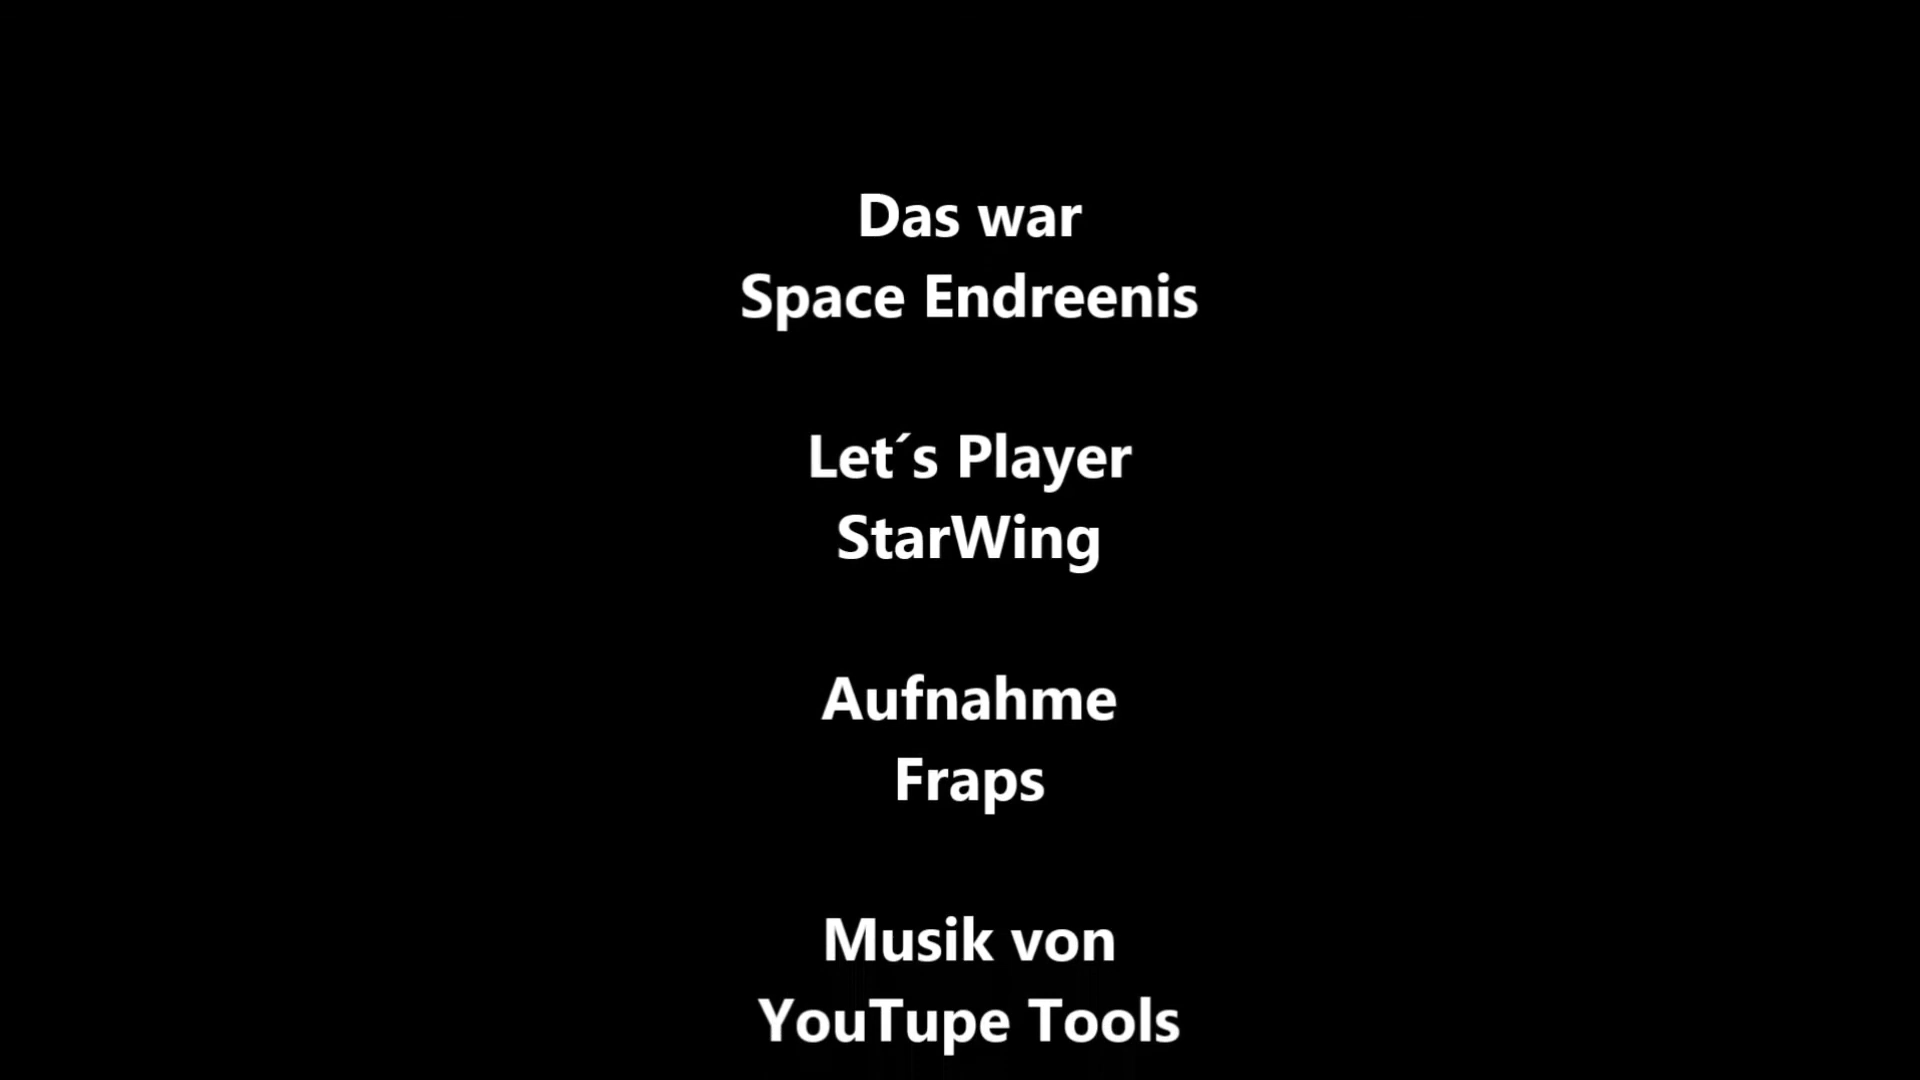 Das war
Space Endreenis
Let´s Player
StarWing
Aufnahme
Fraps
Musik von
YouTupe Tools